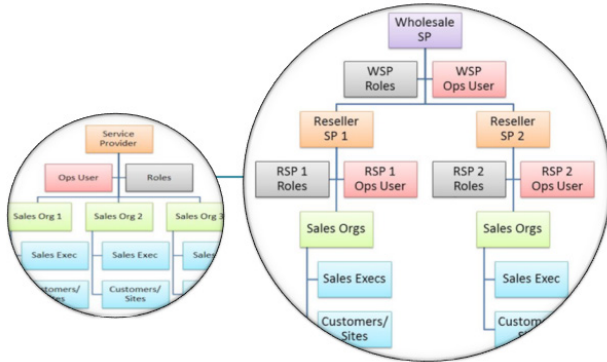 Wholesale
SP
WSP
Roles
WSP
Ops User
Reseller
SP 1
Reseller
SP 2
RSP 1
Roles
RSP 1
Ops User
RSP 2
Roles
RSP 2
Ops User
Sales Orgs
Sales Orgs
Sales Execs
Sales Exec
Customers/
Sites
Custom
Si
Service
Provider
Ops User
Roles
Sales Org 1
Sales Org 2
Sales Org 3
Sales Exec
Sales Exec
Sales
Customers/
Sites
Customers/
Sites